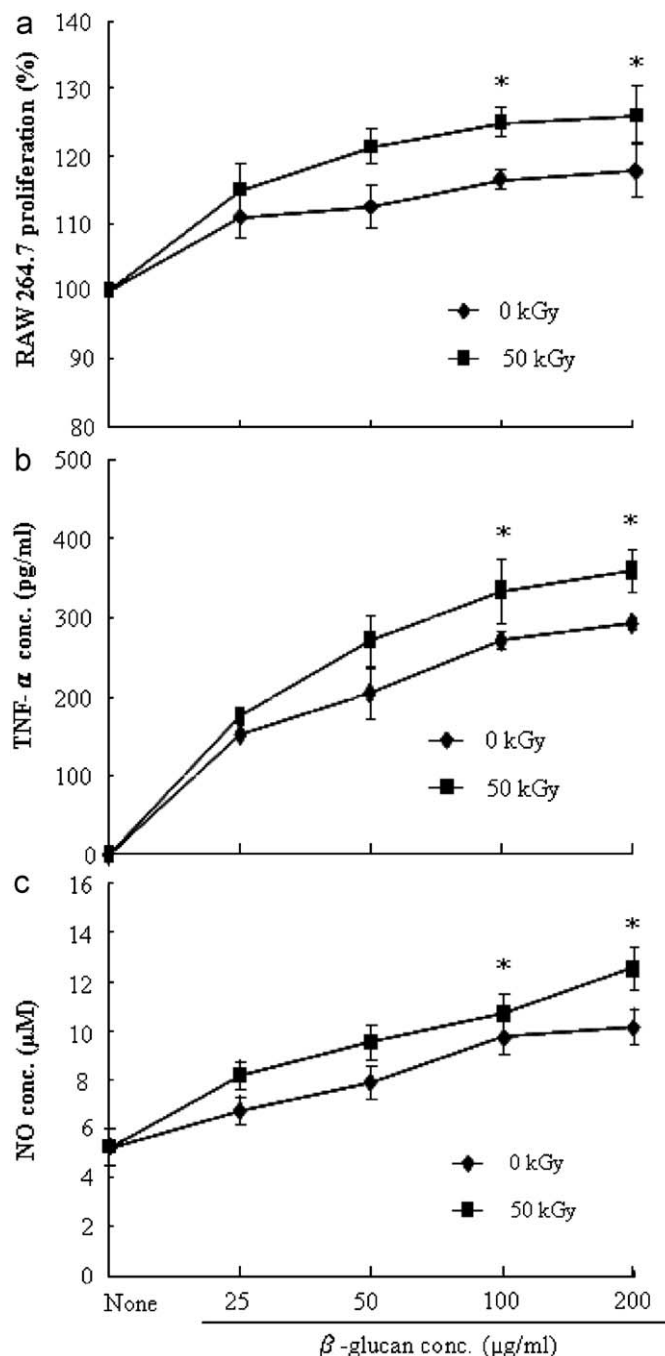 a
140
130
120
110
100
90
80
RAW 264.7 proliferation (%)
*
*
0 kGy
50 kGy
b
500
400
300
200
100
0
TNF-α conc. (pg/ml)
*
*
0 kGy
50 kGy
c
16
14
12
10
8
6
4
2
0
NO conc. (μM)
*
*
0 kGy
50 kGy
None 25 50 100 200
β-glucan conc. (μg/ml)